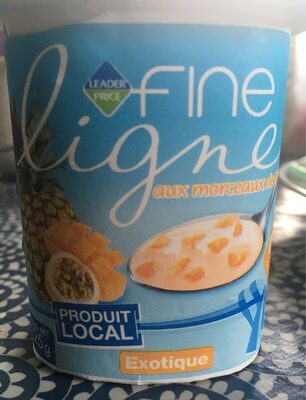 LEADER
PRICE
FINE
ligne
aux morceaux de
PRODUIT
LOCAL
Exotique